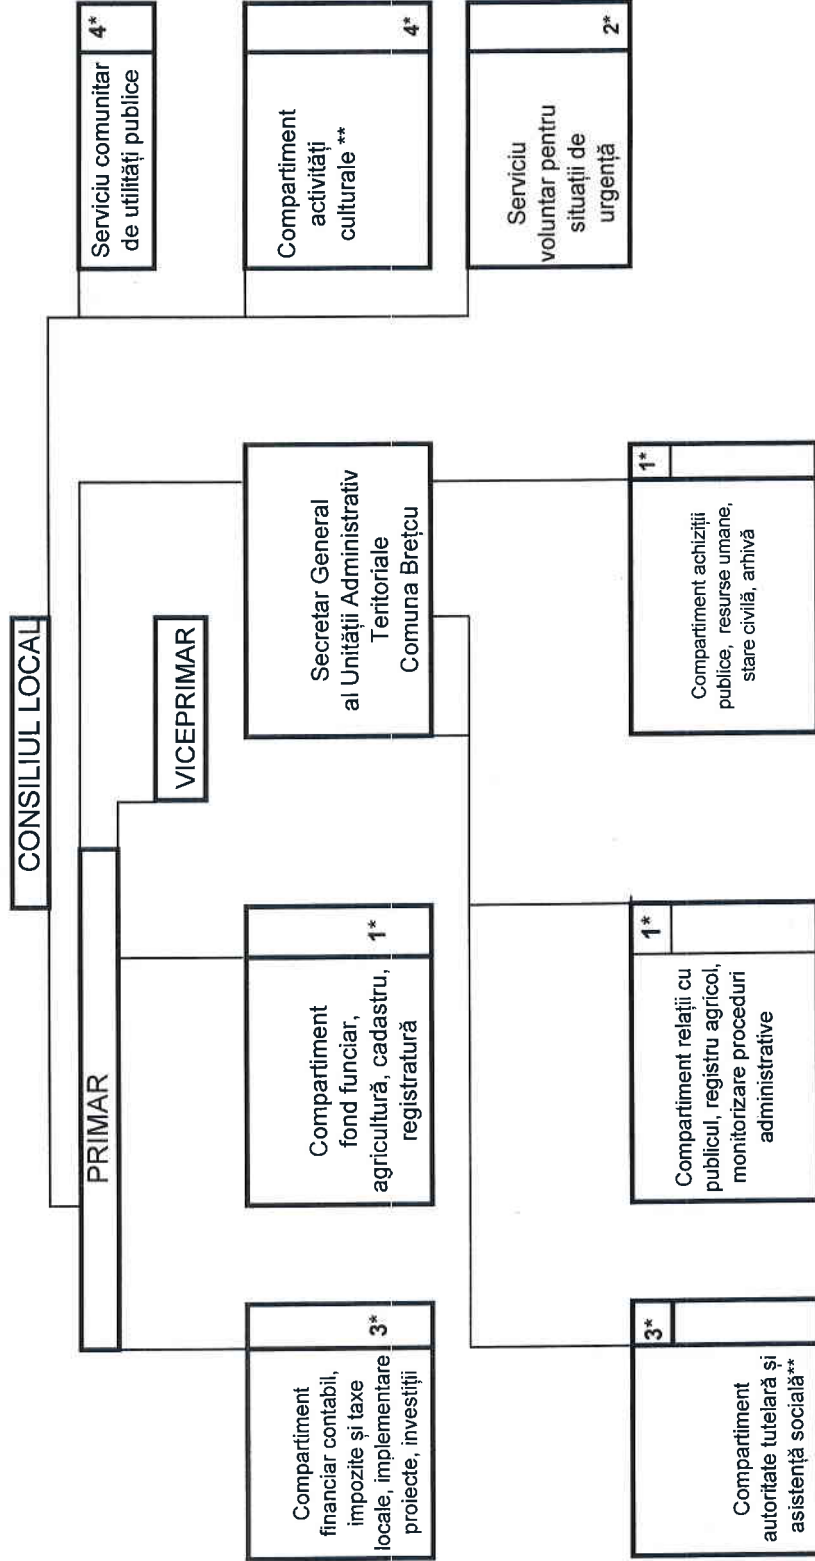 CONSILIUL LOCAL
PRIMAR
VICEPRIMAR
Serviciu comunitar
de utilități publice
4*
Compartiment
financiar contabil,
impozite și taxe
locale, implementare
proiecte, investiții
3*
Compartiment
fond funciar,
agricultură, cadastru,
registratură
1*
Secretar General
al Unității Administrativ
Teritoriale
Comuna Brețcu
Compartiment
activități
culturale **
4*
Serviciu
voluntar pentru
situații de
urgență
2*
Compartiment
autoritate tutelară și
asistență socială**
3*
Compartiment relații cu
publicul, registru agricol,
monitorizare proceduri
administrative
1*
Compartiment achiziții
publice, resurse umane,
stare civilă, arhivă
1*